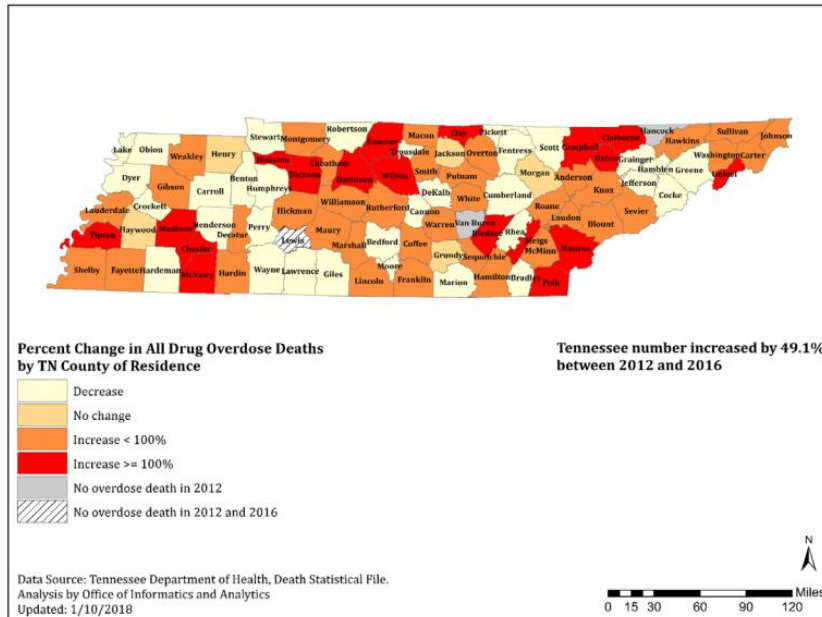 Lake
Obion
Weakley
Henry
Stewart
Montgomery
Robertson
Sumner
Macon
Clay
Pickett
Trousdale
Jackson
Overton
Fentress
Scott
Campbell
Claiborne
Hancock
Hawkins
Sullivan
Johnson
Washington
Carter
Unicoi
Greene
Hamblen
Grainger
Union
Jefferson
Cocke
Dyer
Gibson
Carroll
Benton
Humphreys
Houston
Dickson
Cheatham
Davidson
Wilson
Smith
Putnam
DeKalb
White
Cumberland
Morgan
Anderson
Knox
Roane
Loudon
Blount
Sevier
Lauderdale
Crockett
Haywood
Madison
Henderson
Decatur
Perry
Hickman
Williamson
Rutherford
Cannon
Warren
Van Buren
Bledsoe
Rhea
Meigs
McMinn
Monroe
Tipton
Chester
Lewis
Maury
Marshall
Bedford
Coffee
Grundy
Sequatchie
Shelby
Fayette
Hardeman
McNairy
Hardin
Wayne
Lawrence
Giles
Lincoln
Moore
Franklin
Marion
Hamilton
Bradley
Polk
Percent Change in All Drug Overdose Deaths
by TN County of Residence
Tennessee number increased by 49.1%
between 2012 and 2016
Decrease
No change
Increase < 100%
Increase >= 100%
No overdose death in 2012
No overdose death in 2012 and 2016
Data Source: Tennessee Department of Health, Death Statistical File.
Analysis by Office of Informatics and Analytics
Updated: 1/10/2018
N
0 15 30 60 90 120 Miles